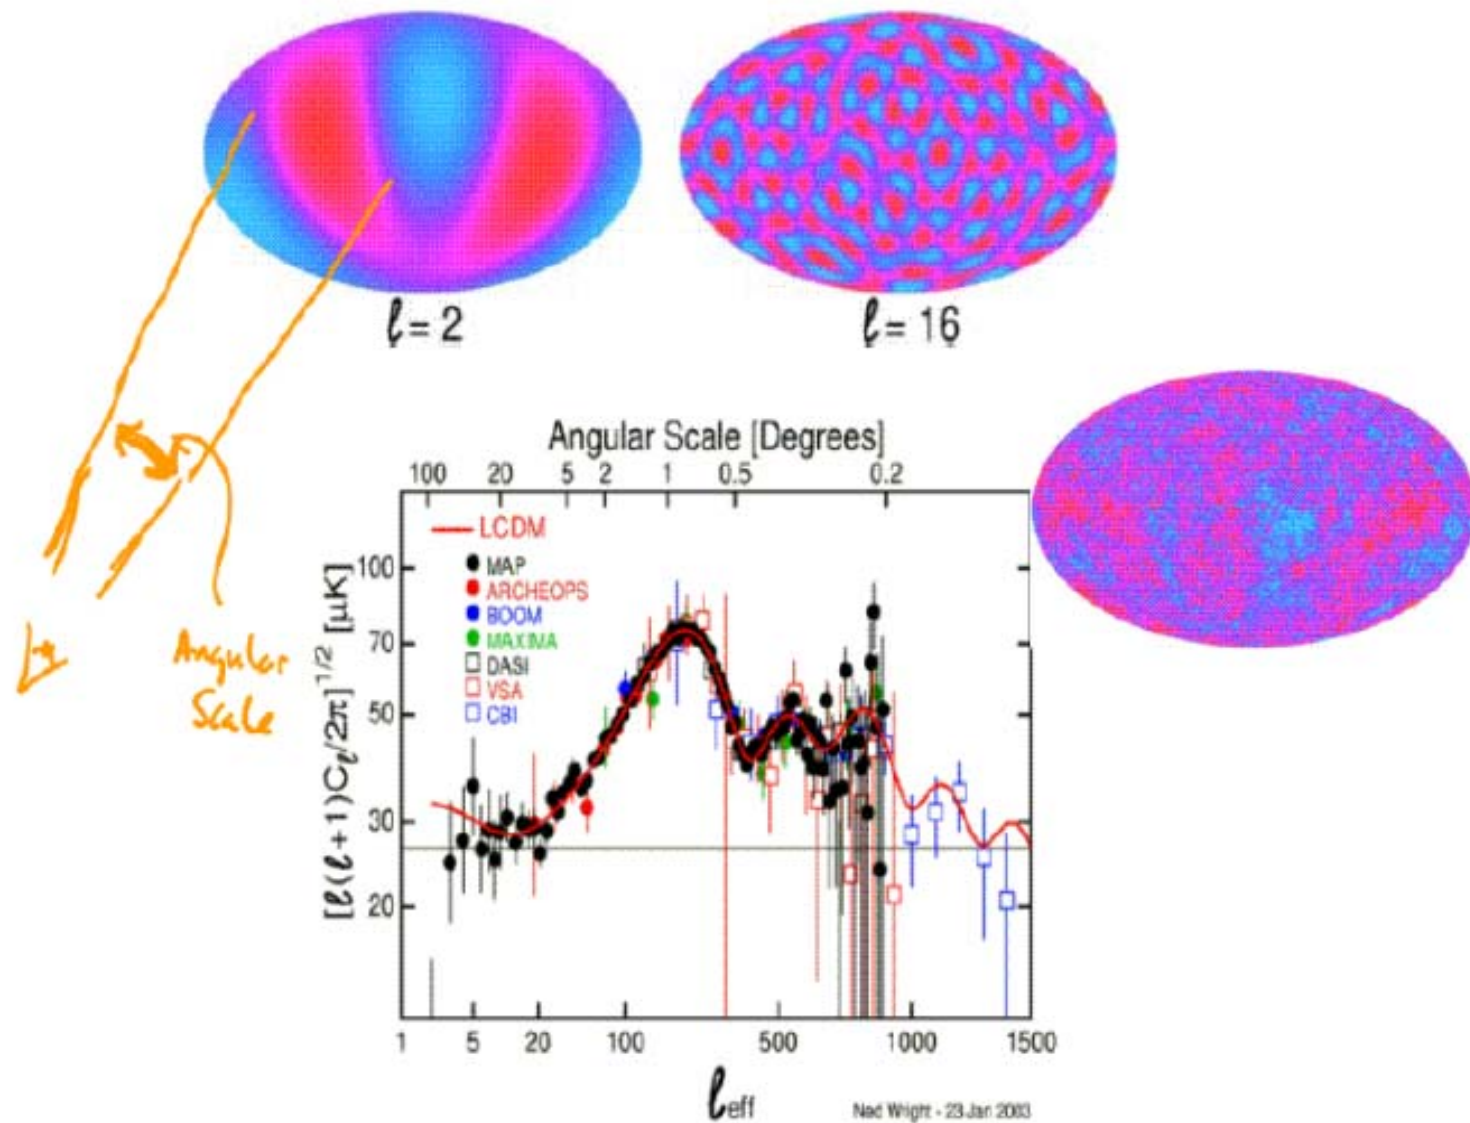 ℓ = 2
ℓ = 16
Angular Scale [Degrees]
100 20 5 2 1 0.5 0.2
LCDM
MAP
ARCHEOPS
BOOM
MAXIMA
DASI
VSA
CBI
100
70
50
30
20
[ℓ(ℓ+1)Cℓ/2π]^1/2 [μK]
1 5 20 100 500 1000 1500
ℓeff
Ned Wright - 23 Jan 2003
Angular
Scale